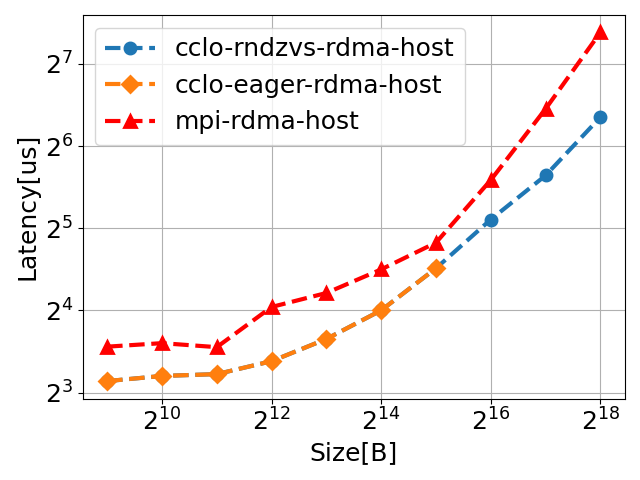 cclo-rndzvs-rdma-host
cclo-eager-rdma-host
mpi-rdma-host
Latency[us]
2^7
2^6
2^5
2^4
2^3
2^10 2^12 2^14 2^16 2^18
Size[B]